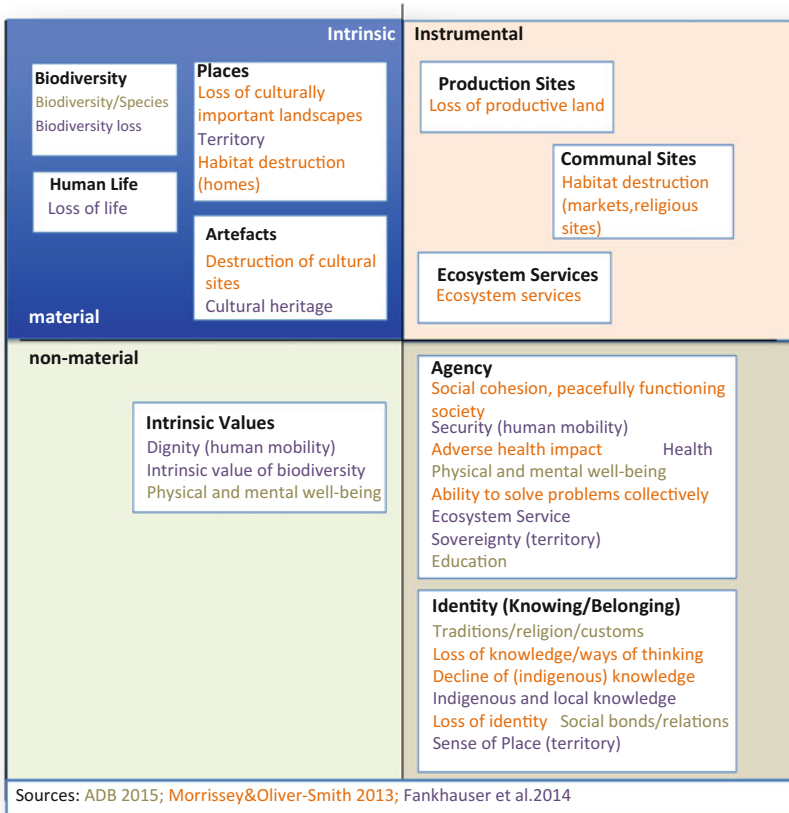 Intrinsic
Biodiversity
Biodiversity/Species
Biodiversity loss
Human Life
Loss of life
Places
Loss of culturally
important landscapes
Territory
Habitat destruction
(homes)
Artefacts
Destruction of cultural
sites
Cultural heritage
material
Instrumental
Production Sites
Loss of productive land
Communal Sites
Habitat destruction
(markets,religious
sites)
Ecosystem Services
Ecosystem services
non-material
Intrinsic Values
Dignity (human mobility)
Intrinsic value of biodiversity
Physical and mental well-being
Agency
Social cohesion, peacefully functioning
society
Security (human mobility)
Adverse health impact Health
Physical and mental well-being
Ability to solve problems collectively
Ecosystem Service
Sovereignty (territory)
Education
Identity (Knowing/Belonging)
Traditions/religion/customs
Loss of knowledge/ways of thinking
Decline of (indigenous) knowledge
Indigenous and local knowledge
Loss of identity Social bonds/relations
Sense of Place (territory)
Sources: ADB 2015; Morrissey&Oliver-Smith 2013; Fankhauser et al.2014